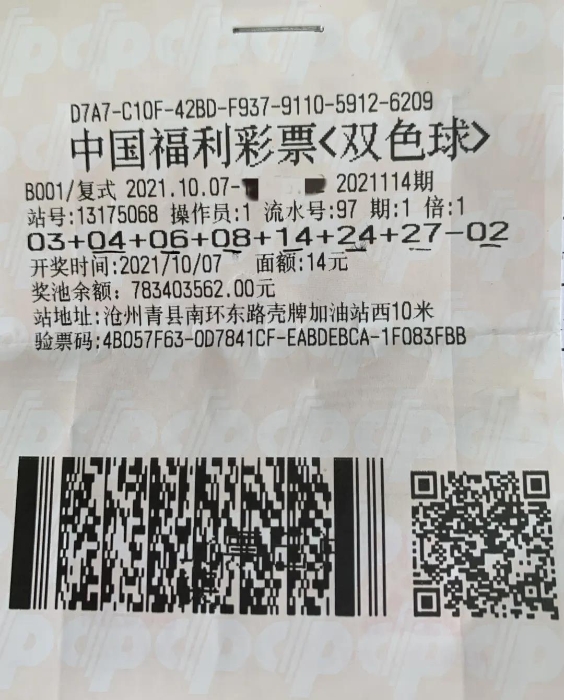 D7A7-C10F-42BD-F937-9110-5912-6209
中国福利彩票<双色球>
B001/复式 2021.10.07- 2021114期
站号:13175068 操作员:1 流水号:97 期:1 倍:1
03+04+06+08+14+24+27-02
开奖时间:2021/10/07 面额:14元
奖池余额: 783403562.00元
站地址:沧州青县南环东路壳牌加油站西10米
验票码:4B057F63-0D7841CF-EABDEBCA-1F083FBB